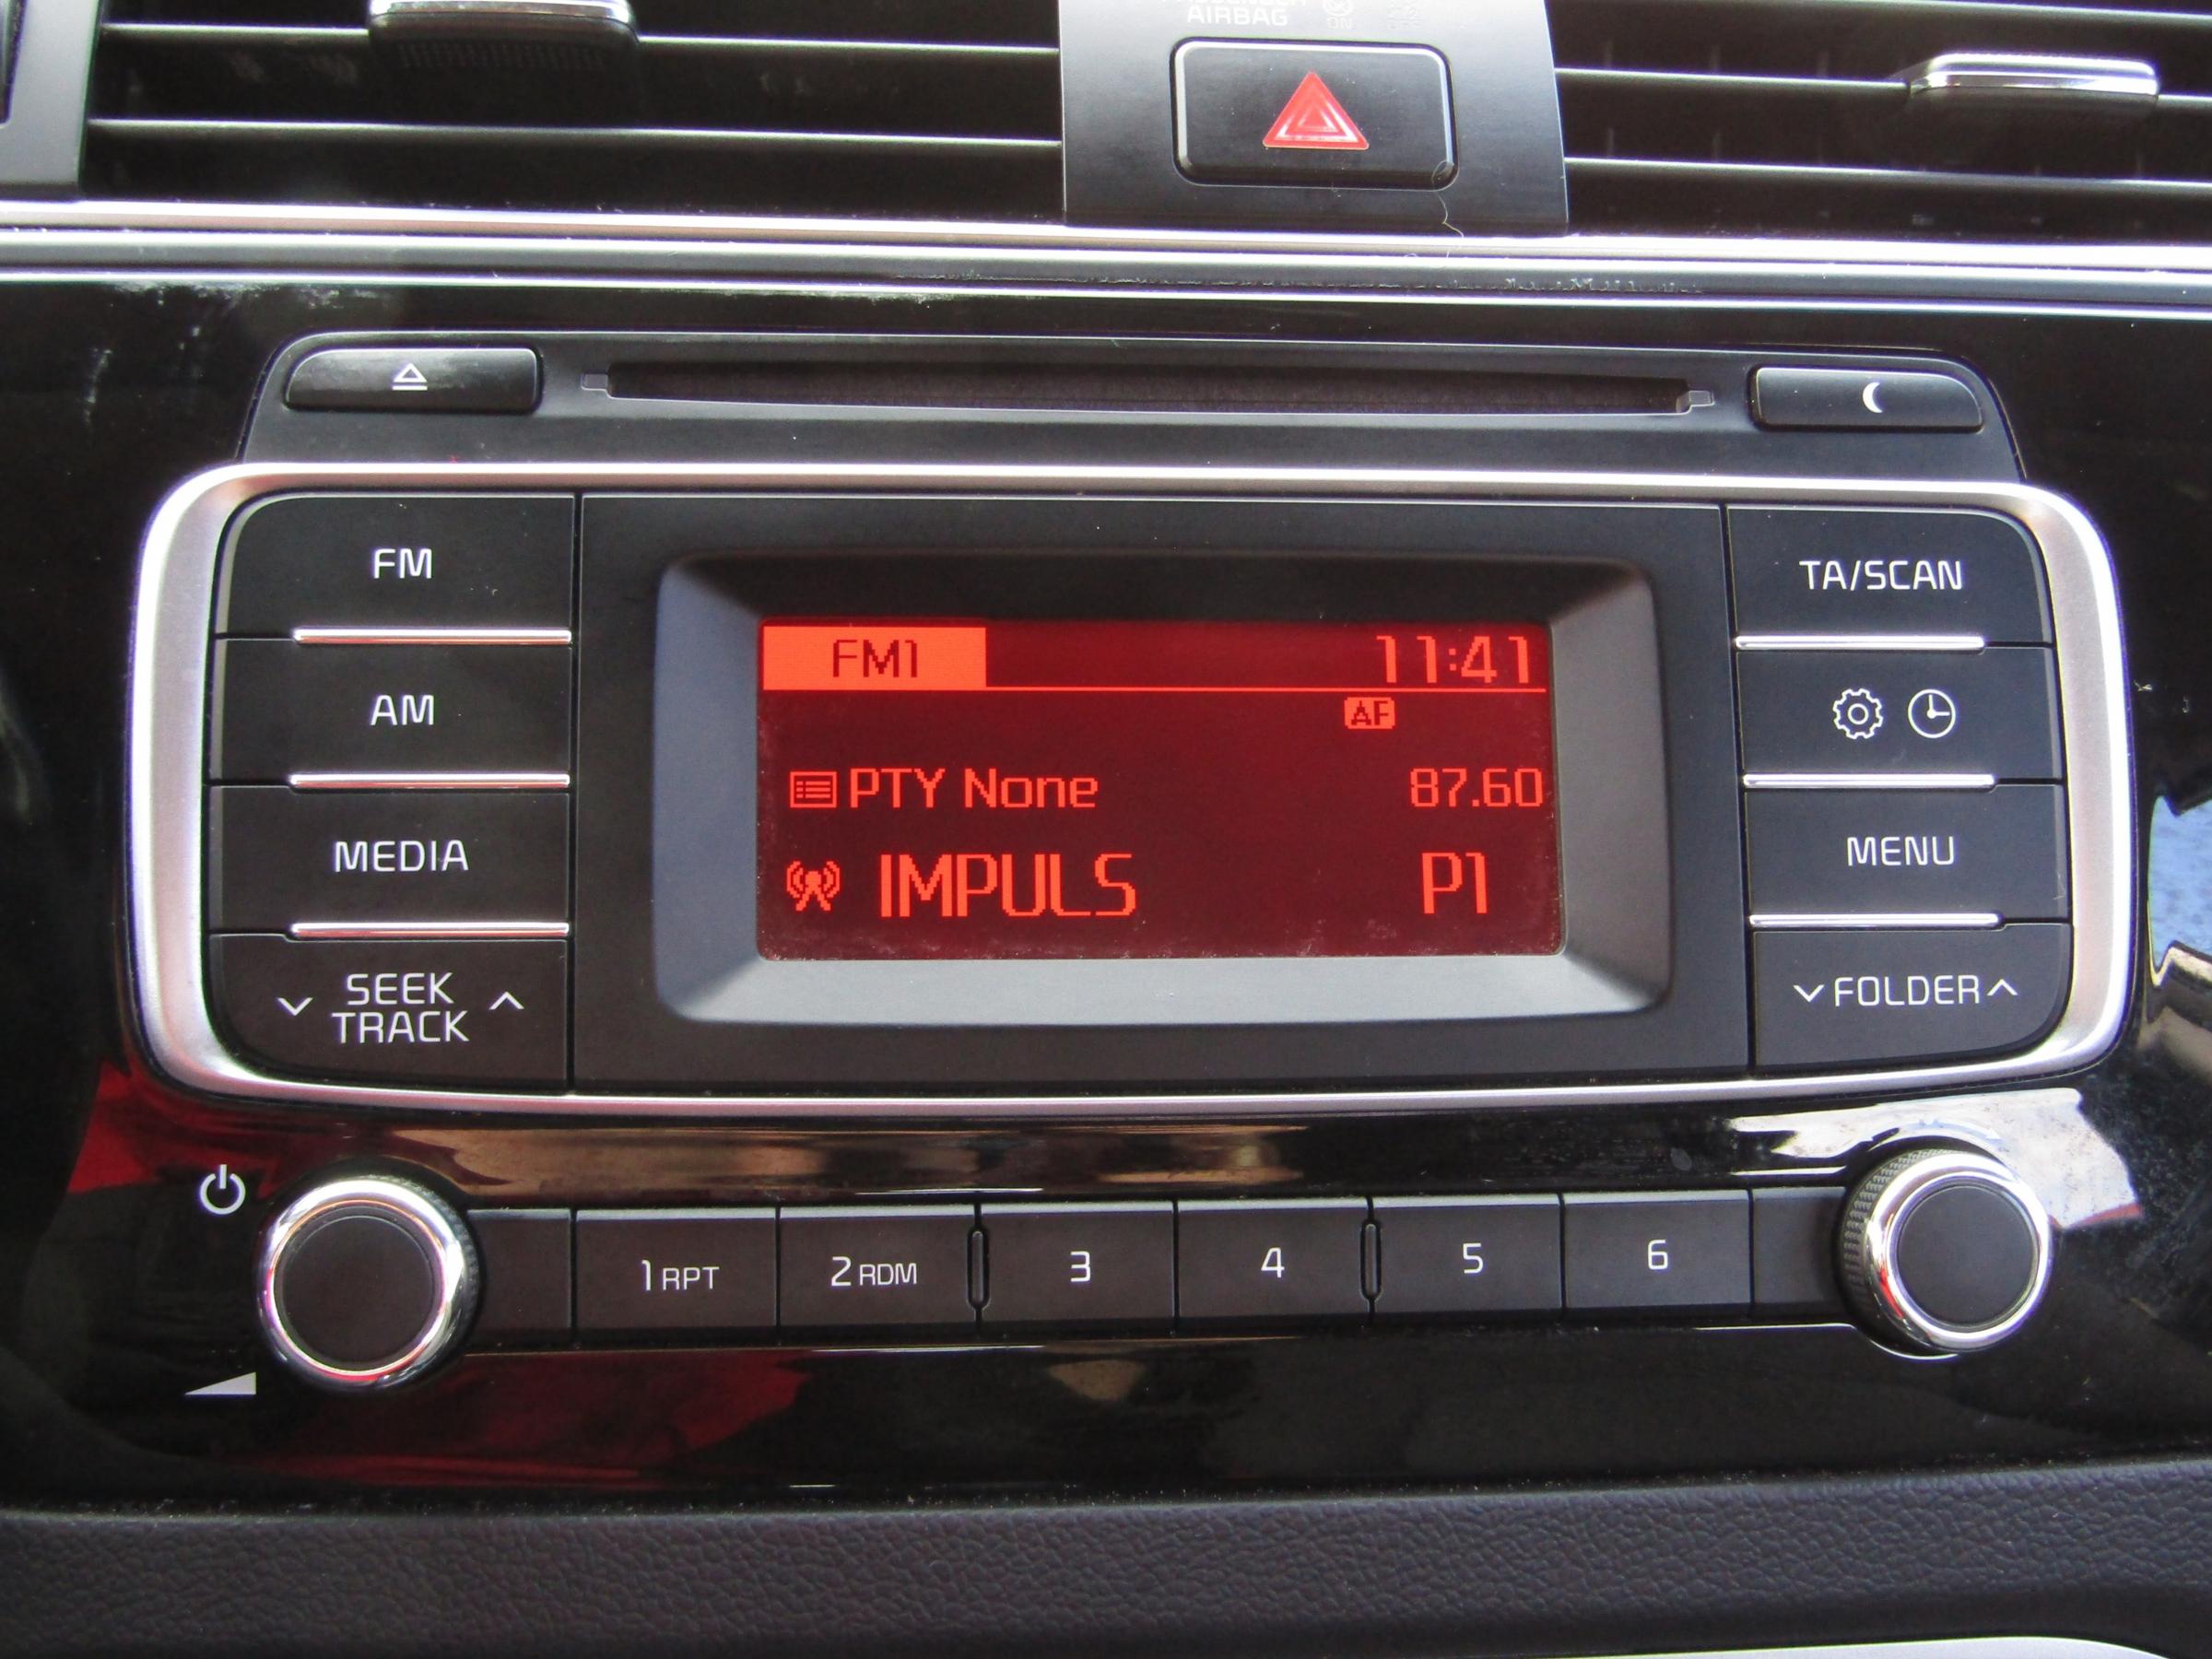 AIRBAG
FM
AM
MEDIA
SEEK
TRACK
FM1 11:41
AF
PTY None 87.60
IMPULS P1
TA/SCAN
MENU
FOLDER
1 RPT 2 RDM 3 4 5 6